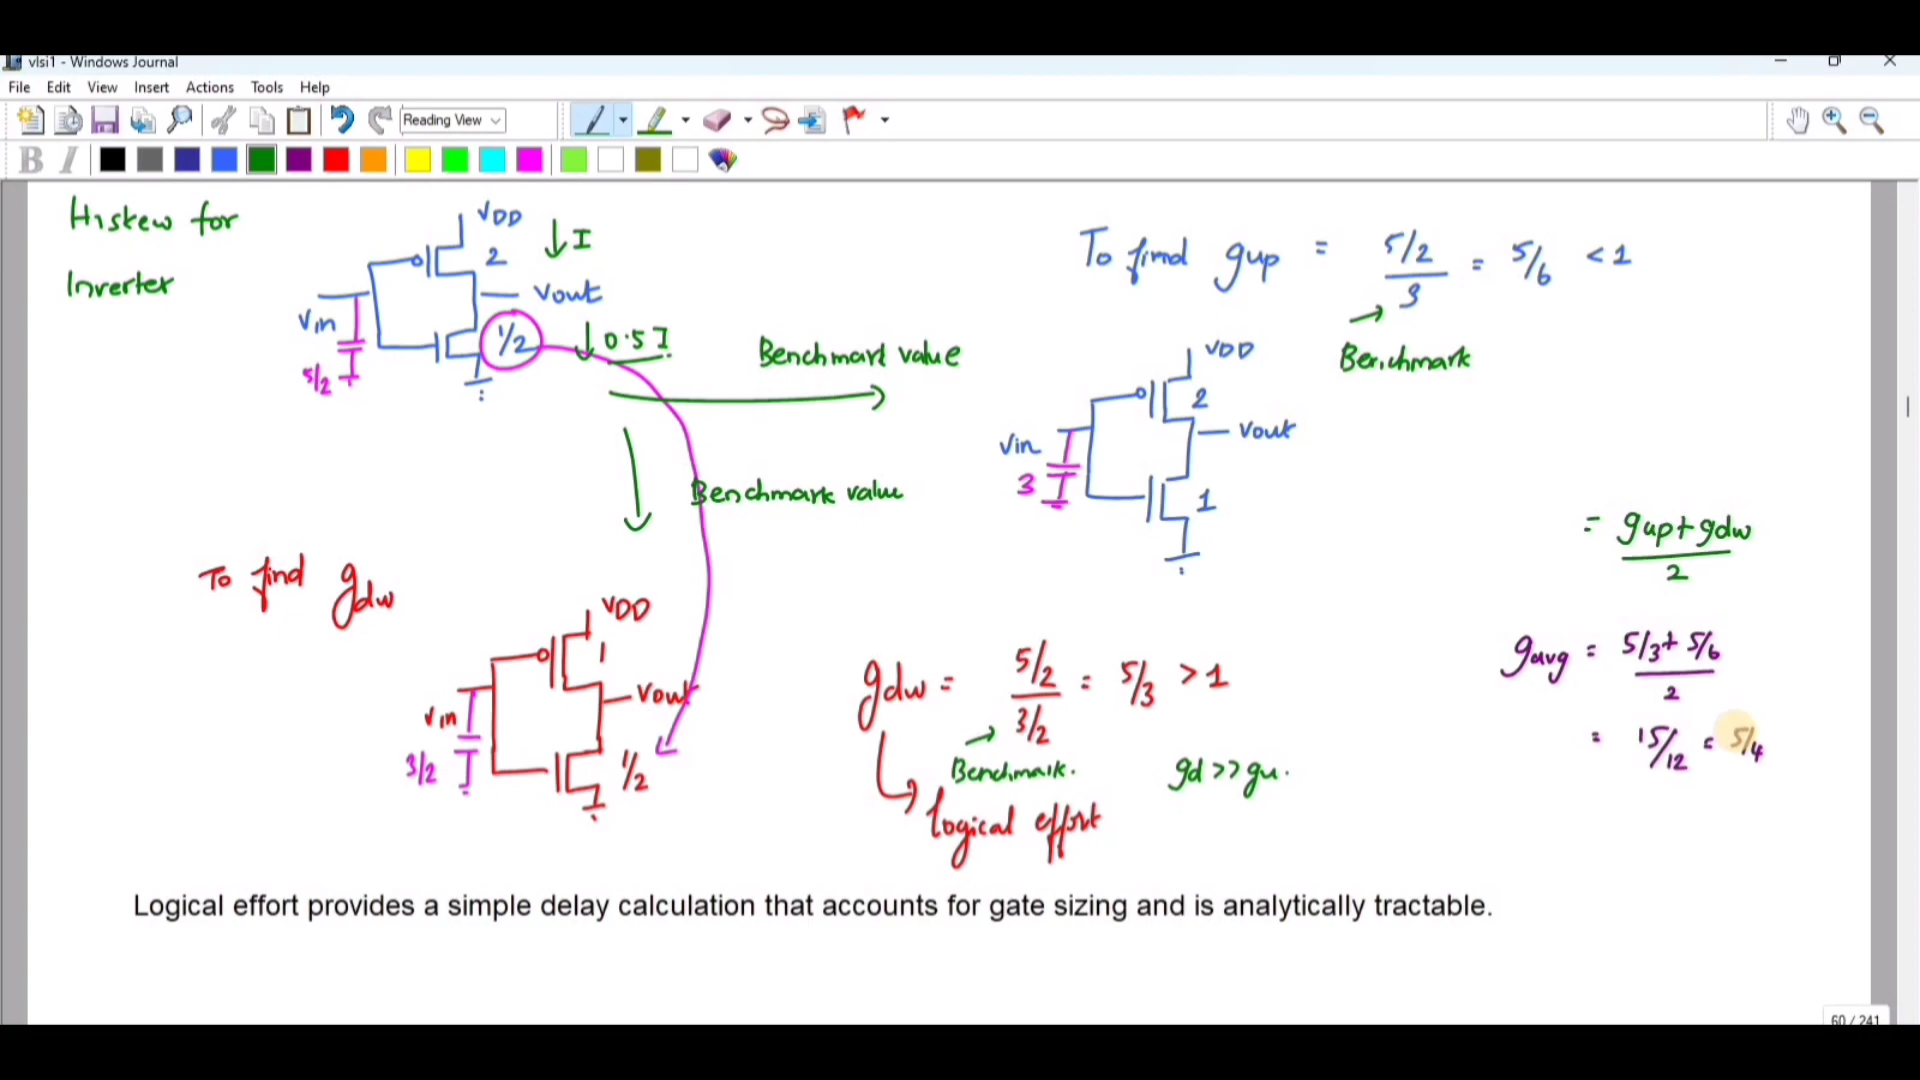 vlsi1 - Windows Journal
File Edit View Insert Actions Tools Help
Reading View
B I
Hiskew for
Inverter
VDD
2
↓I
Vout
Vin
1/2
↓0.5I
5/2
Benchmart value
Benchmark value
To find gup = 5/2 / 3 = 5/6 < 1
→
Benchmark
VDD
2
Vout
Vin
3
1
To find gdw
VDD
1
Vout
Vin
3/2
1/2
gdw = 5/2 / 3/2 = 5/3 > 1
→
Benchmark.
gd >> gu.
logical effort
= gup + gdw / 2
gavg = 5/3 + 5/6 / 2
= 15/12 = 5/4
Logical effort provides a simple delay calculation that accounts for gate sizing and is analytically tractable.
60 / 241